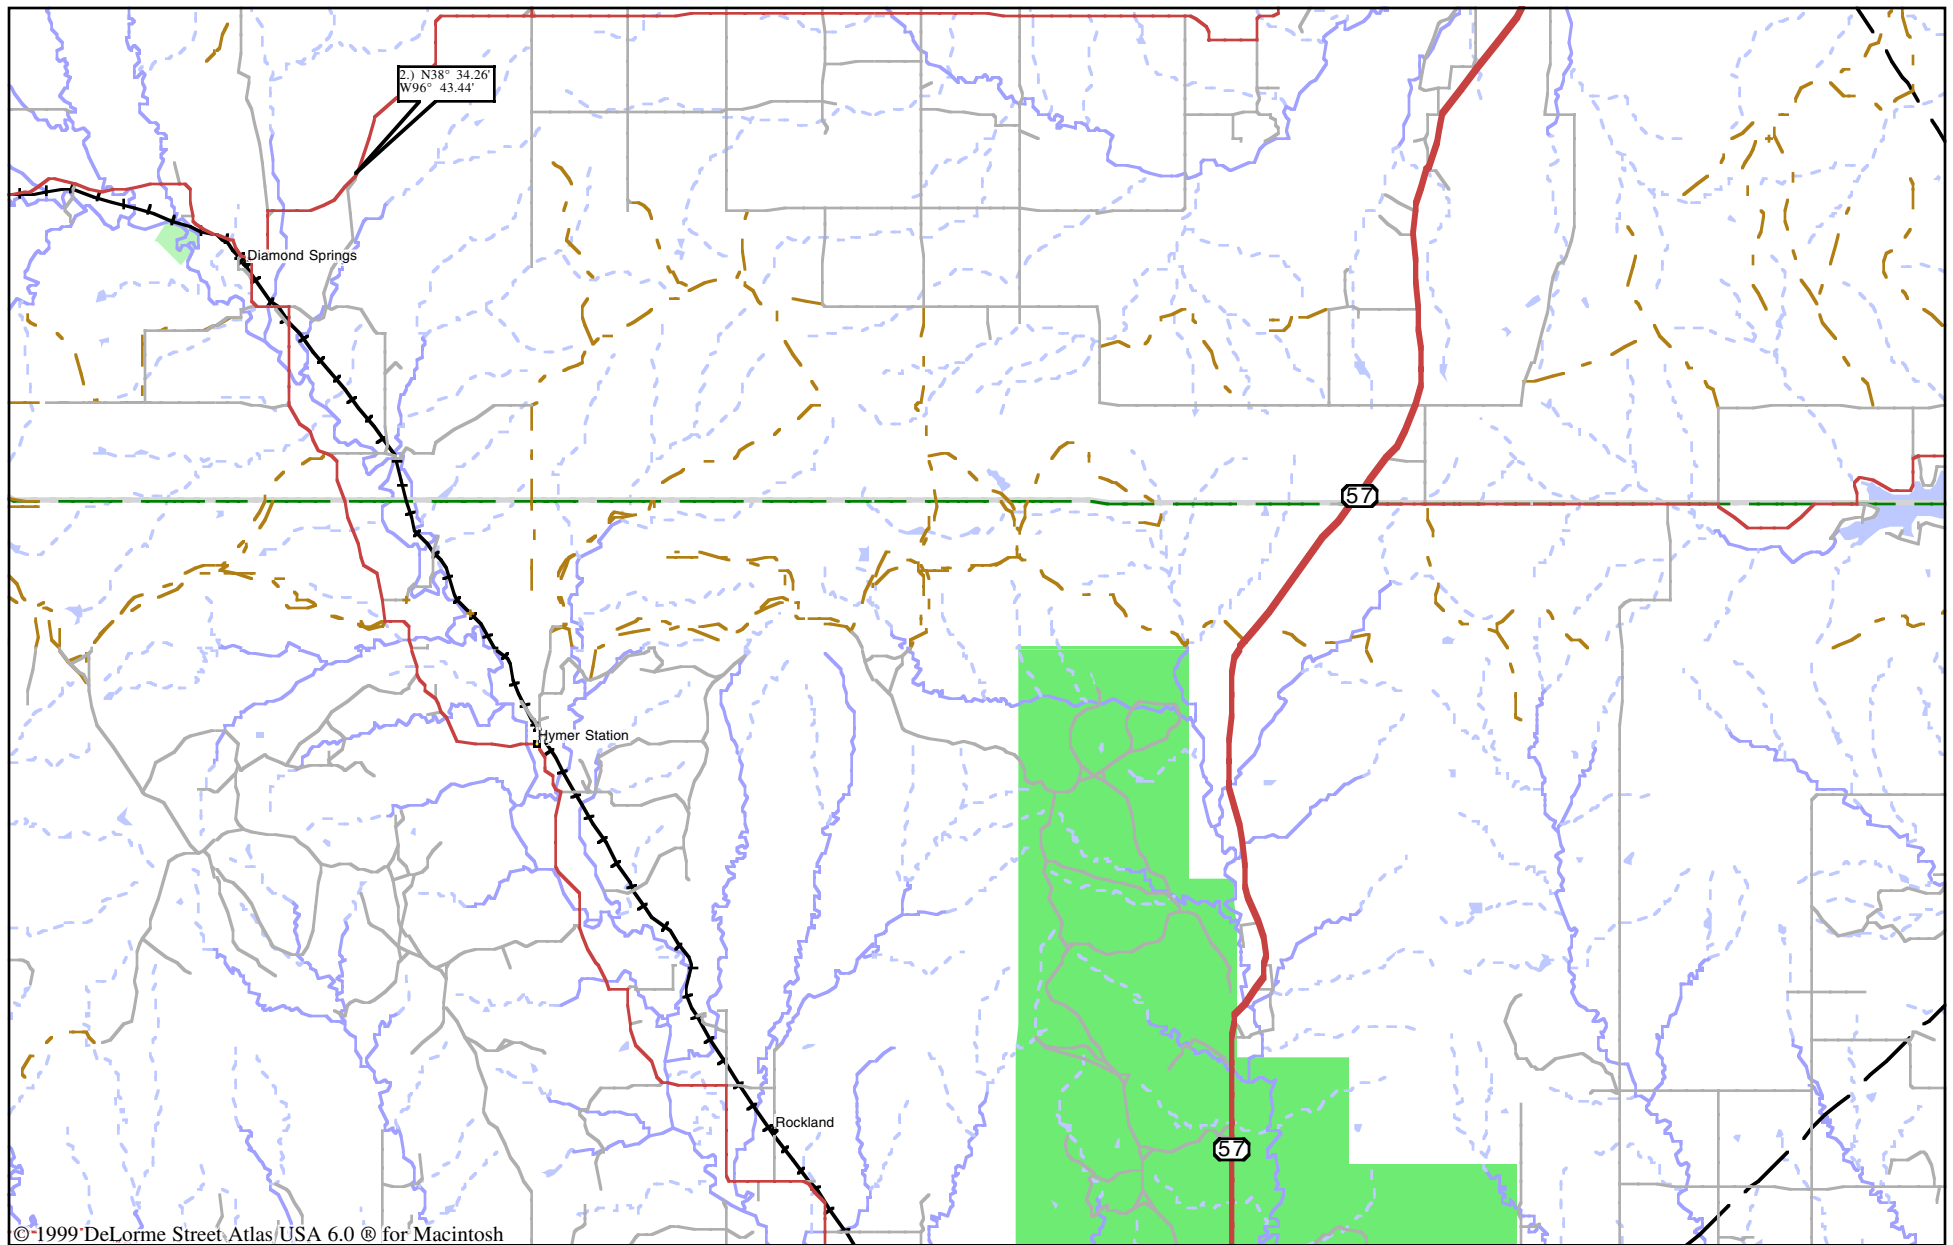 2.) N38° 34.26'
W96° 43.44'
Diamond Springs
57
Hymer Station
Rockland
57
© 1999 DeLorme Street Atlas USA 6.0 ® for Macintosh